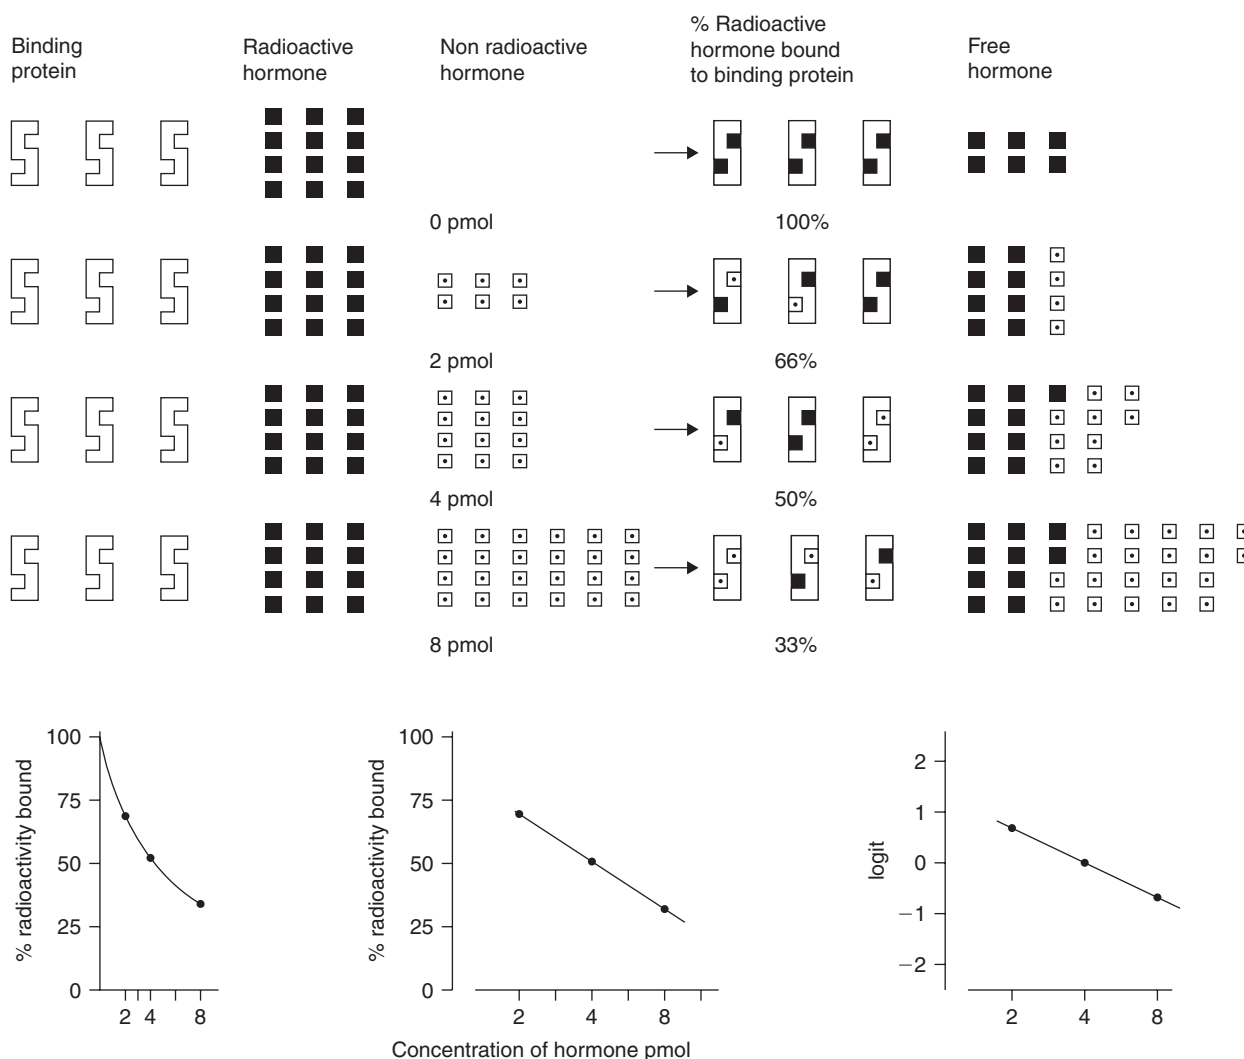 Binding
protein
Radioactive
hormone
Non radioactive
hormone
% Radioactive
hormone bound
to binding protein
Free
hormone
0 pmol
100%
2 pmol
66%
4 pmol
50%
8 pmol
33%
100
75
50
25
0
% radioactivity bound
2 4 8
100
75
50
25
0
% radioactivity bound
2 4 8
Concentration of hormone pmol
2
1
0
−1
−2
logit
2 4 8